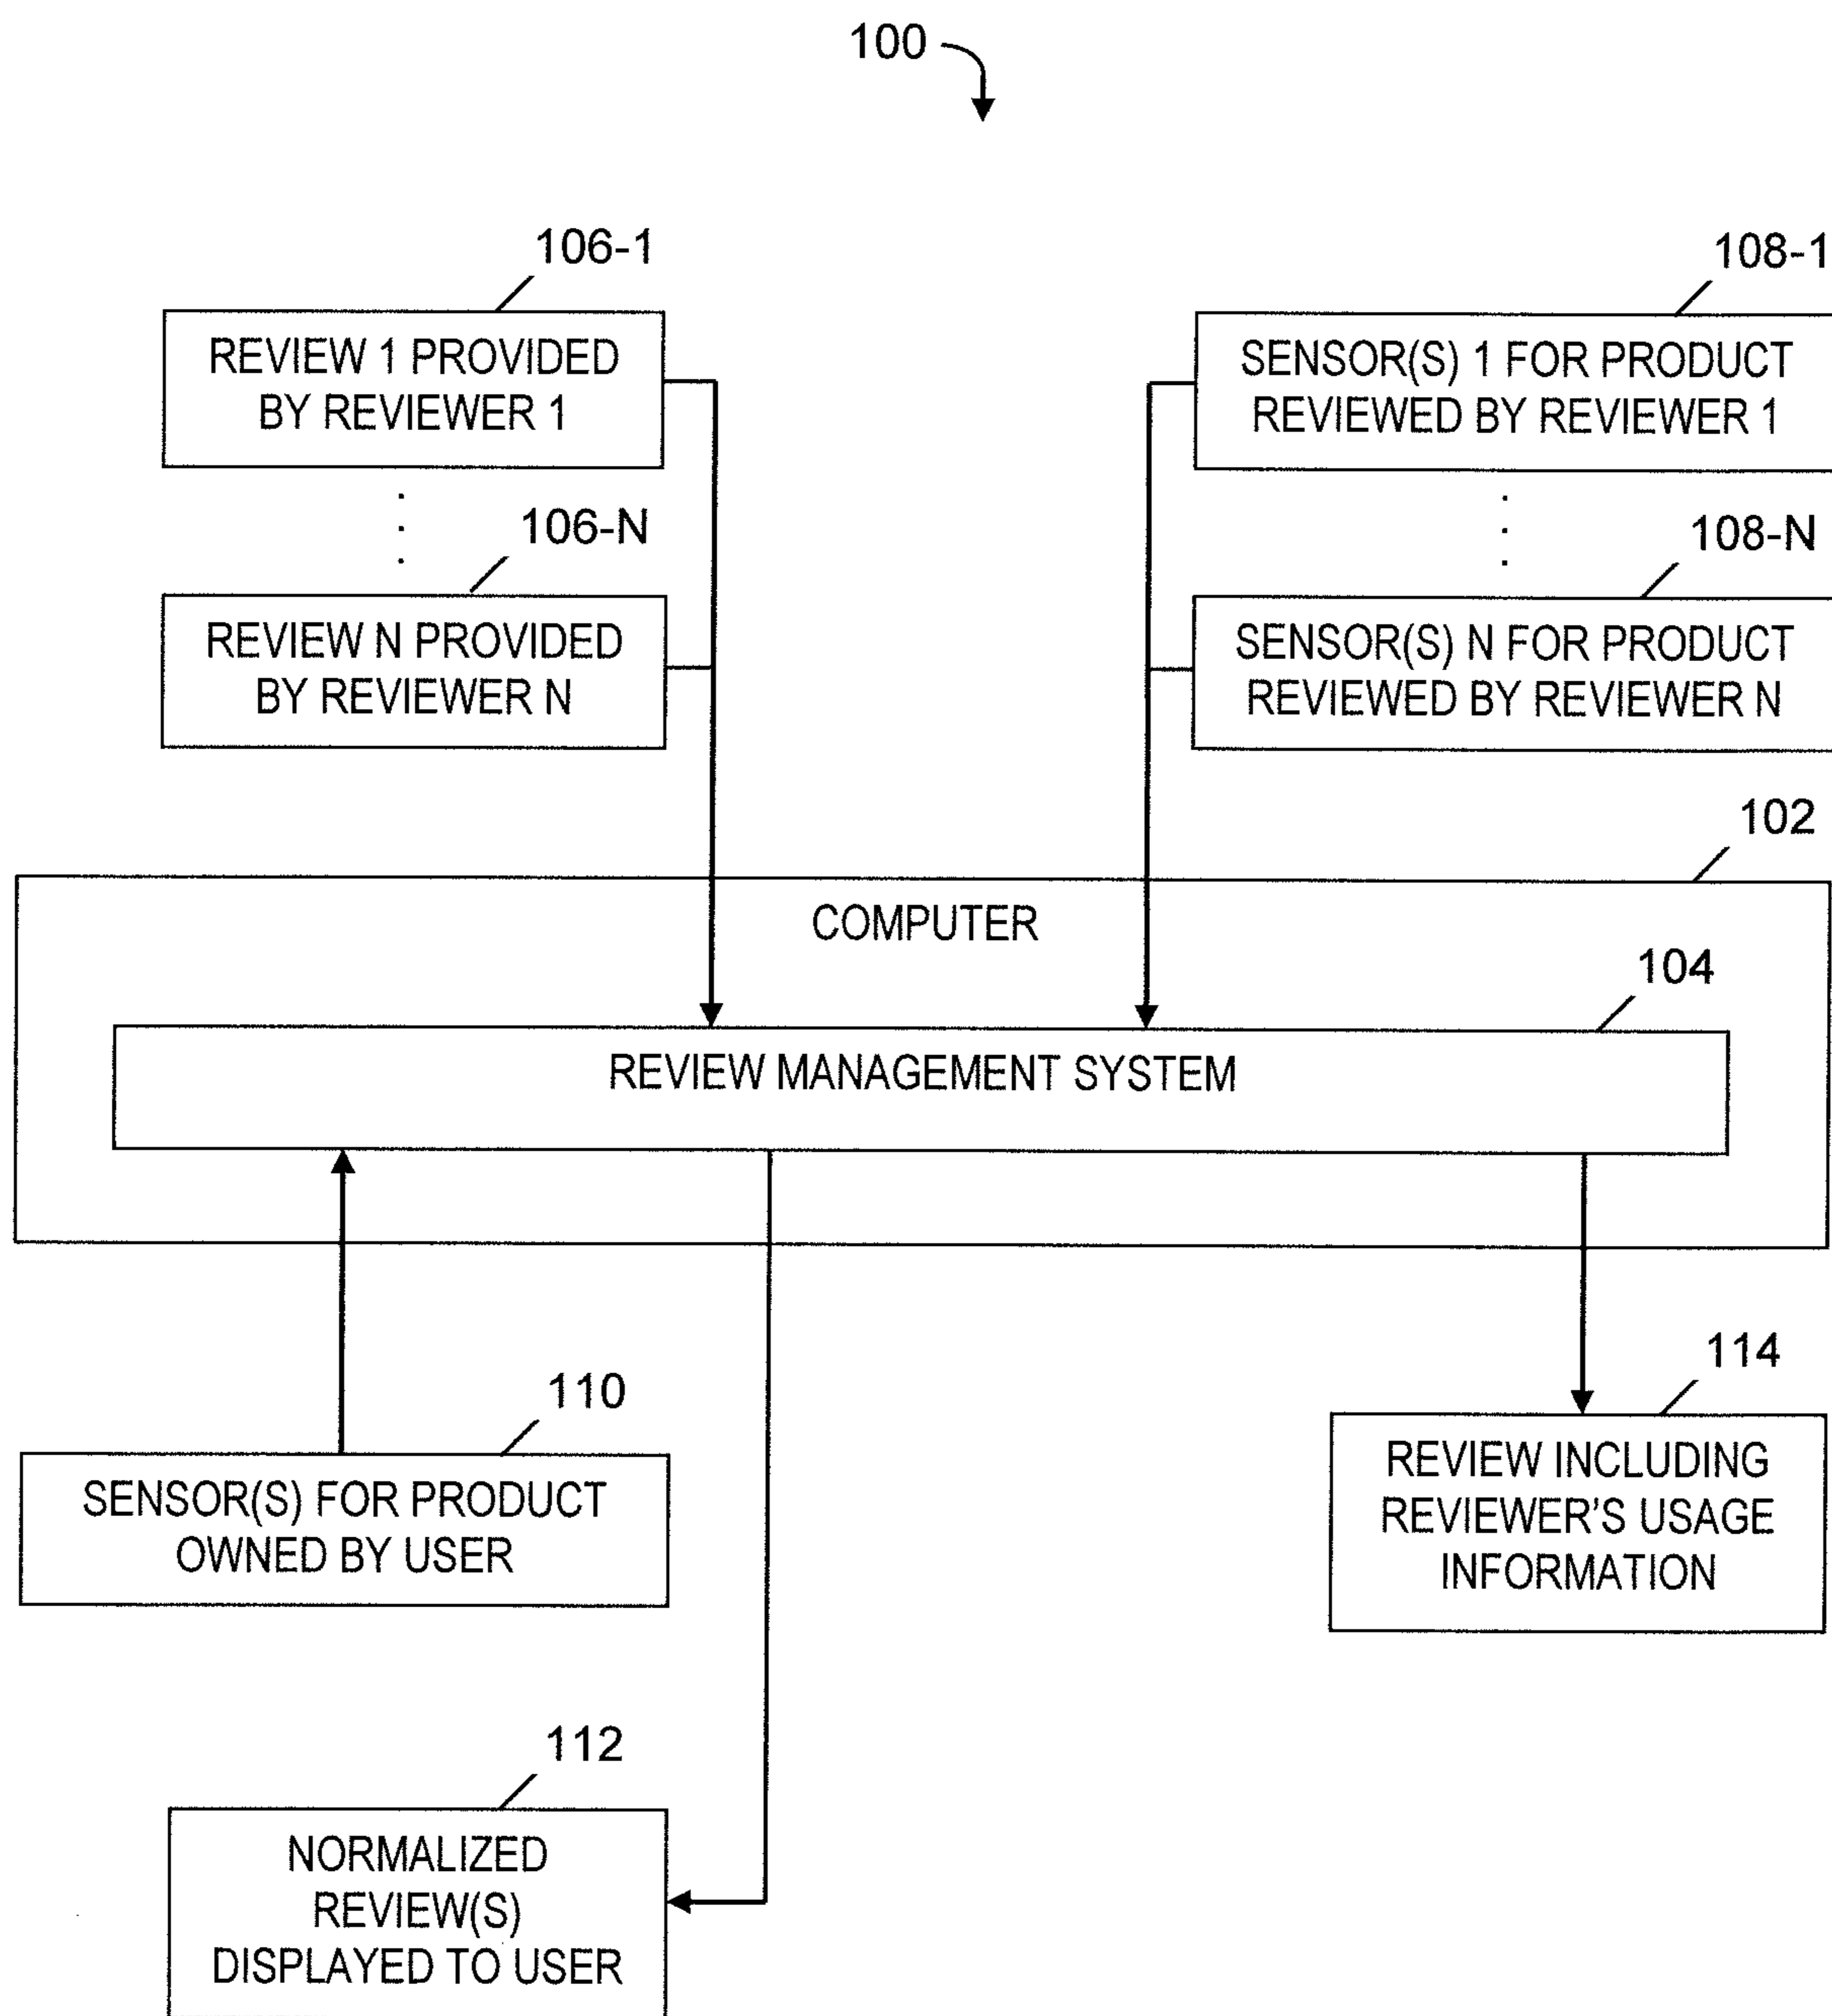 100
106-1
108-1
REVIEW 1 PROVIDED
BY REVIEWER 1
SENSOR(S) 1 FOR PRODUCT
REVIEWED BY REVIEWER 1
106-N
108-N
REVIEW N PROVIDED
BY REVIEWER N
SENSOR(S) N FOR PRODUCT
REVIEWED BY REVIEWER N
102
COMPUTER
104
REVIEW MANAGEMENT SYSTEM
110
114
SENSOR(S) FOR PRODUCT
OWNED BY USER
REVIEW INCLUDING
REVIEWER'S USAGE
INFORMATION
112
NORMALIZED
REVIEW(S)
DISPLAYED TO USER